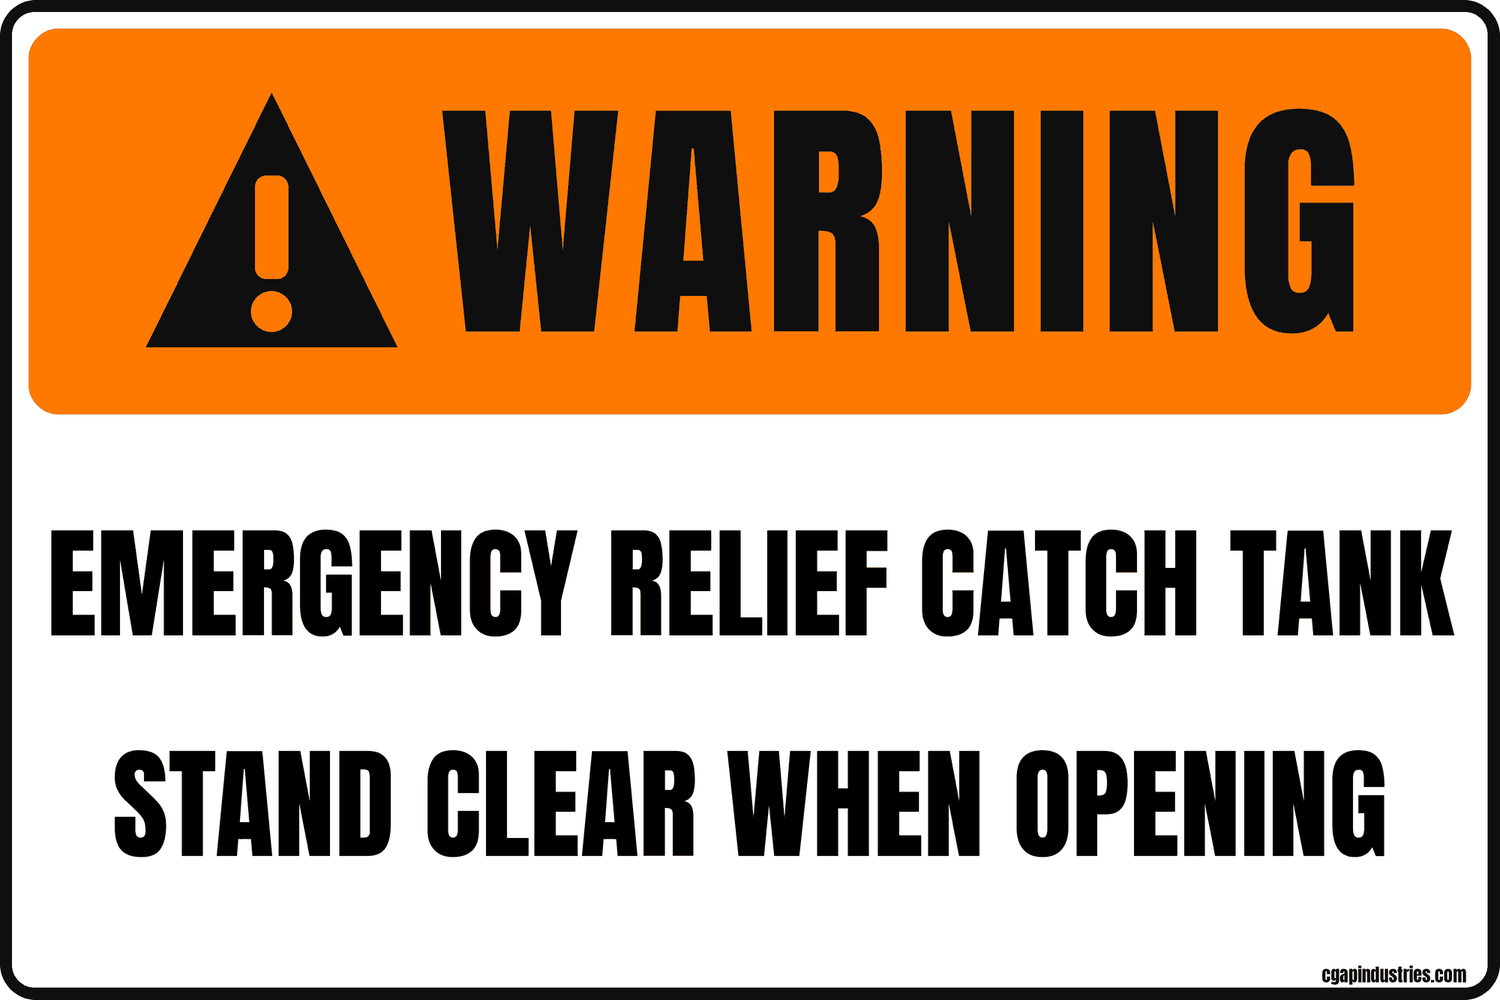 WARNING
EMERGENCY RELIEF CATCH TANK
STAND CLEAR WHEN OPENING
cgapindustries.com